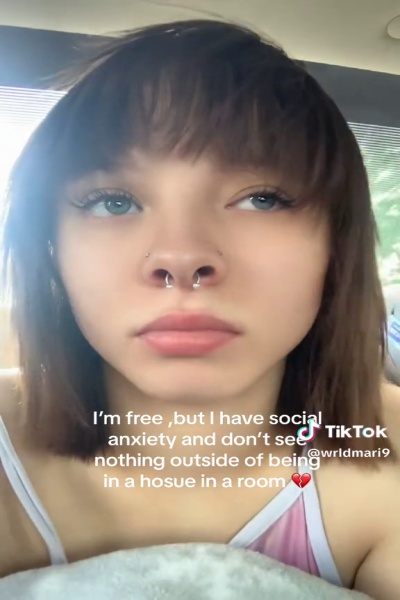 I'm free ,but I have social
anxiety and don't see
nothing outside of being
in a hosue in a room 💔
TikTok
@wrldmari9